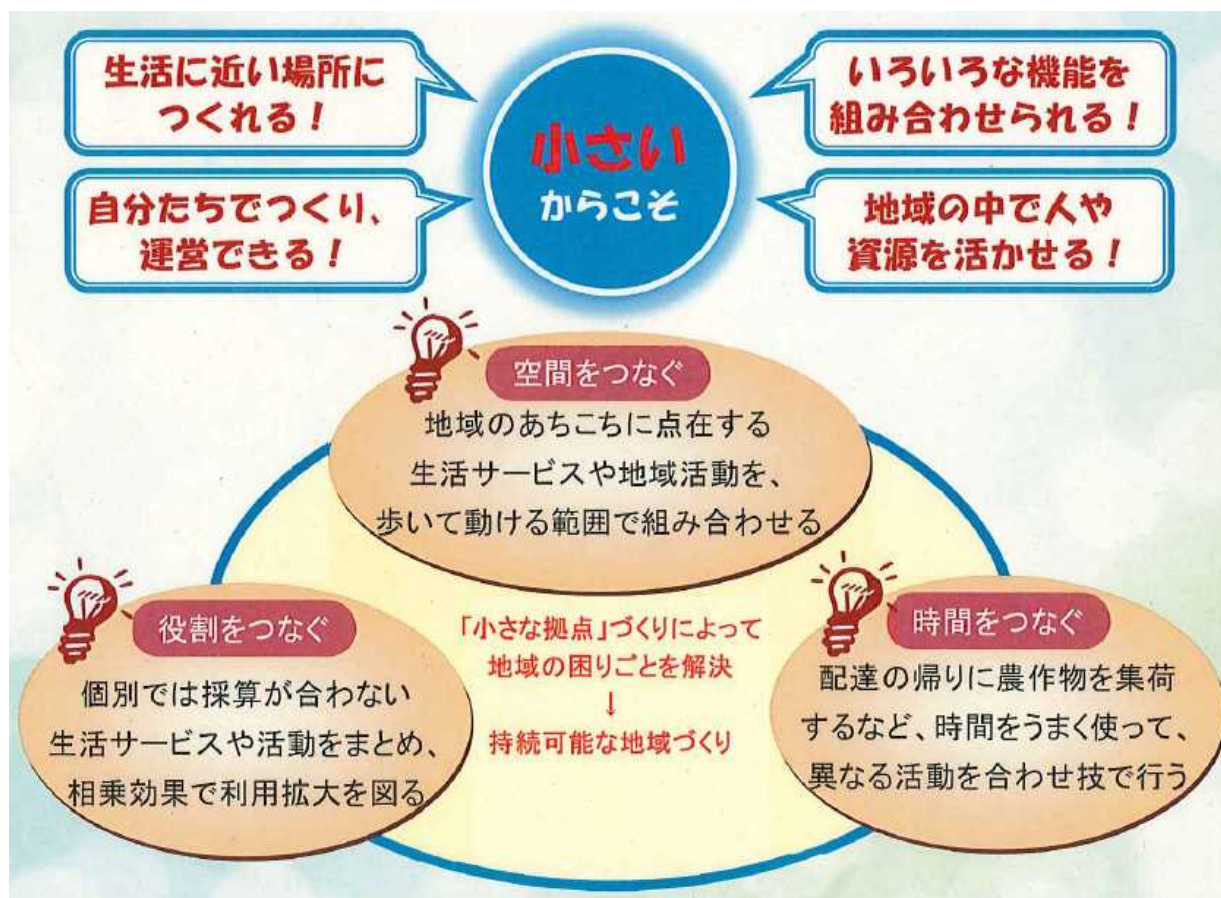 生活に近い場所に
つくれる！
自分たちでつくり、
運営できる！
小さい
からこそ
いろいろな機能を
組み合わせられる！
地域の中で人や
資源を活かせる！
空間をつなぐ
地域のあちこちに点在する
生活サービスや地域活動を、
歩いて動ける範囲で組み合わせる
役割をつなぐ
個別では採算が合わない
生活サービスや活動をまとめ、
相乗効果で利用拡大を図る
「小さな拠点」づくりによって
地域の困りごとを解決
↓
持続可能な地域づくり
時間をつなぐ
配達の帰りに農作物を集荷
するなど、時間をうまく使って、
異なる活動を合わせ技で行う